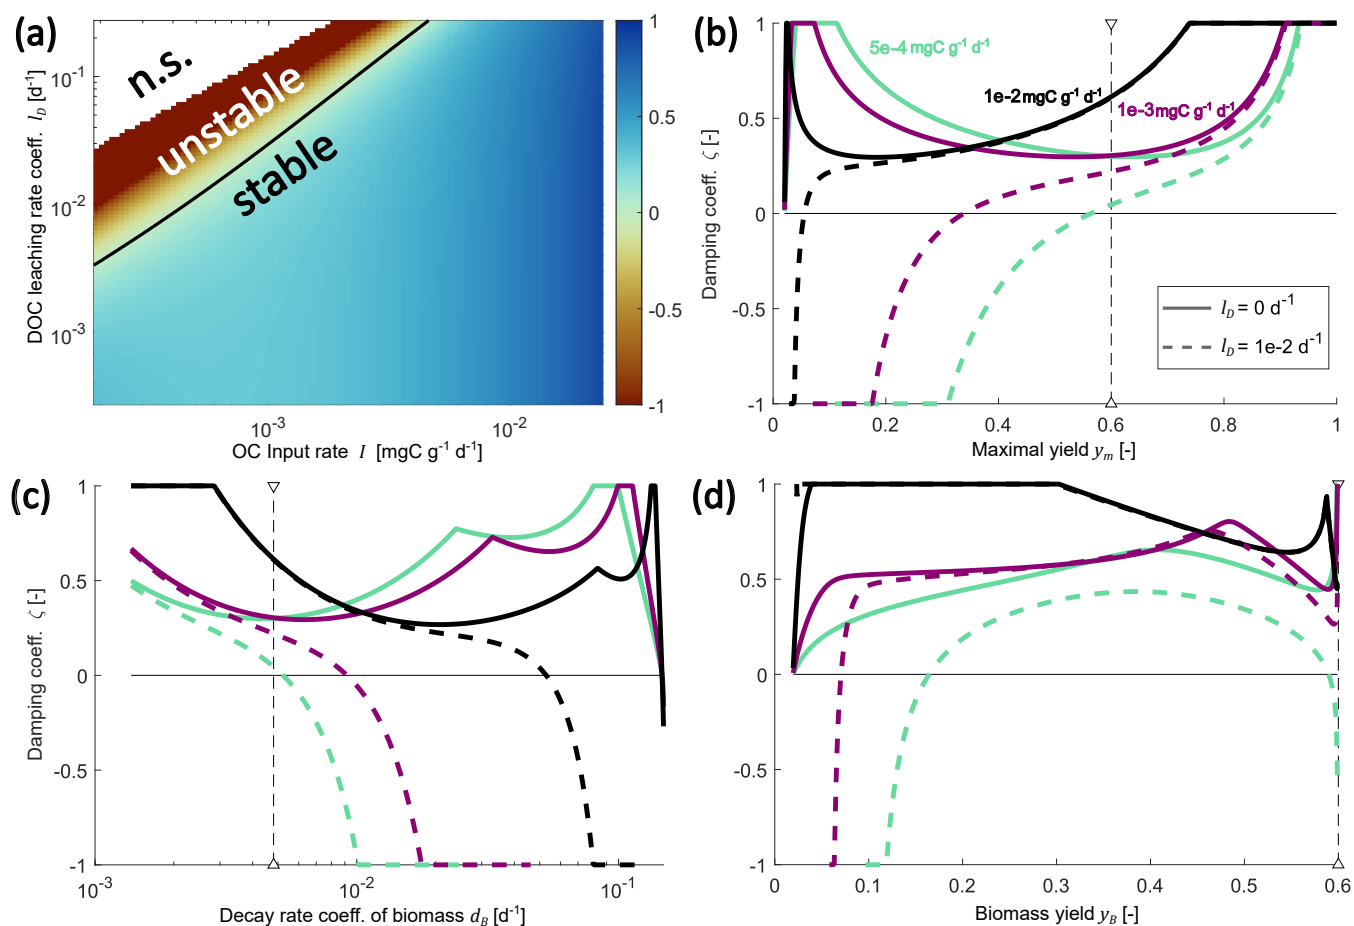 (a)
n.s.
unstable
stable
10⁻¹
10⁻²
10⁻³
DOC leaching rate coeff. l_D [d⁻¹]
10⁻³
10⁻²
OC Input rate I [mgC g⁻¹ d⁻¹]
1
0.5
0
-0.5
-1
(b)
5e-4 mgC g⁻¹ d⁻¹
1e-2mgC g⁻¹ d⁻¹
1e-3mgC g⁻¹ d⁻¹
l_D = 0 d⁻¹
l_D = 1e-2 d⁻¹
1
0.5
0
-0.5
-1
Damping coeff. ζ [-]
0
0.2
0.4
0.6
0.8
1
Maximal yield y_m [-]
(c)
1
0.5
0
-0.5
-1
Damping coeff. ζ [-]
10⁻³
10⁻²
10⁻¹
Decay rate coeff. of biomass d_B [d⁻¹]
(d)
1
0.5
0
-0.5
-1
0
0.1
0.2
0.3
0.4
0.5
0.6
Biomass yield y_B [-]